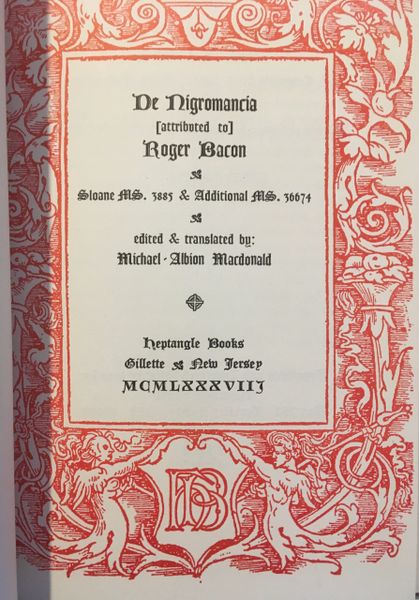 De Nigromancia
[attributed to]
Roger Bacon
Sloane MS. 3885 & Additional MS. 36674
edited & translated by:
Michael-Albion Macdonald
Heptangle Books
Gillette New Jersey
MCMLXXXVIIJ